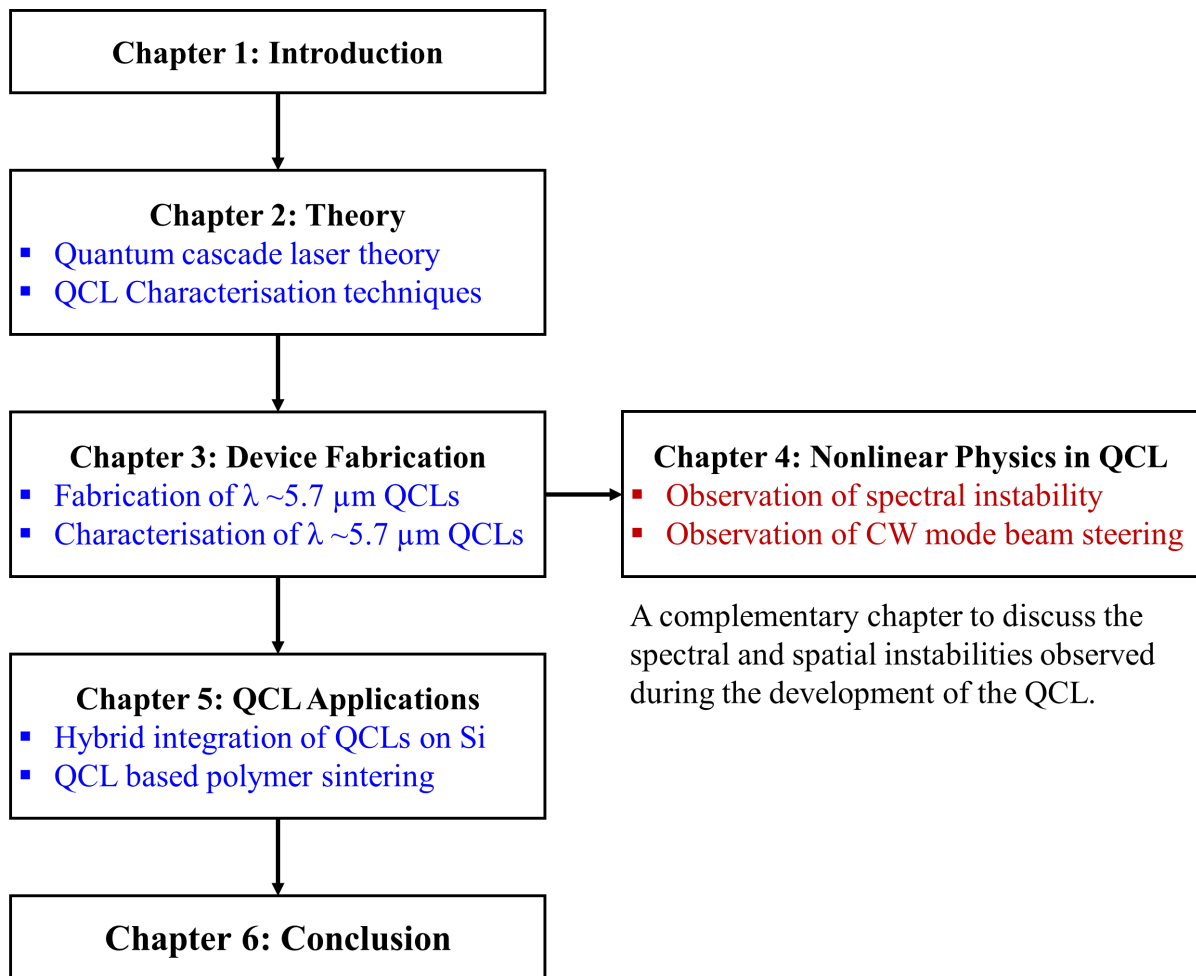 Chapter 1: Introduction
Chapter 2: Theory
▪ Quantum cascade laser theory
▪ QCL Characterisation techniques
Chapter 3: Device Fabrication
▪ Fabrication of λ ~5.7 µm QCLs
▪ Characterisation of λ ~5.7 µm QCLs
Chapter 4: Nonlinear Physics in QCL
▪ Observation of spectral instability
▪ Observation of CW mode beam steering
A complementary chapter to discuss the
spectral and spatial instabilities observed
during the development of the QCL.
Chapter 5: QCL Applications
▪ Hybrid integration of QCLs on Si
▪ QCL based polymer sintering
Chapter 6: Conclusion